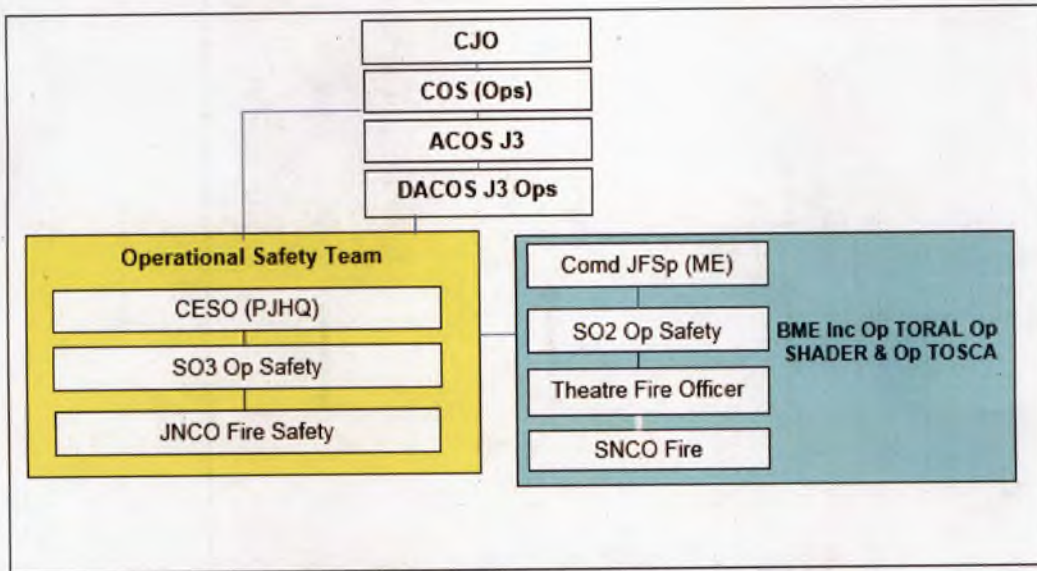 CJO
COS (Ops)
ACOS J3
DACOS J3 Ops
Operational Safety Team
CESO (PJHQ)
SO3 Op Safety
JNCO Fire Safety
Comd JFSp (ME)
SO2 Op Safety
Theatre Fire Officer
SNCO Fire
BME Inc Op TORAL Op
SHADER & Op TOSCA